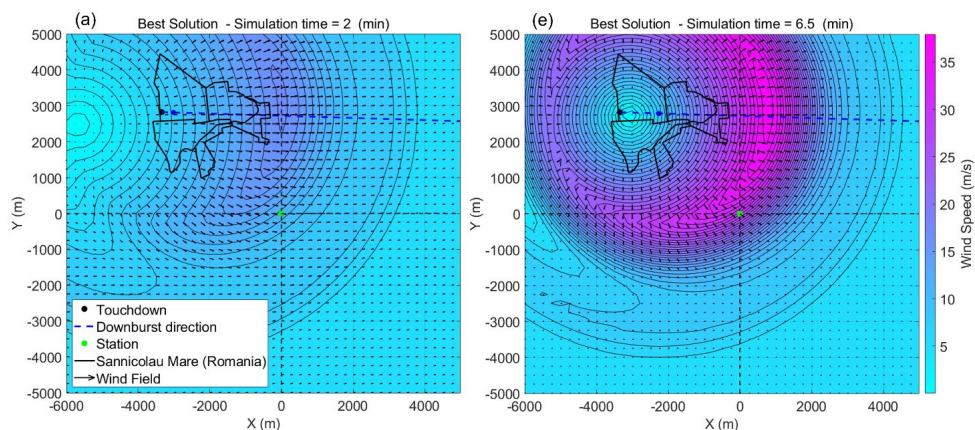 (a) Best Solution - Simulation time = 2 (min)
5000
4000
3000
2000
1000
0
-1000
-2000
-3000
-4000
-5000
Y (m)
Touchdown
Downburst direction
Station
Sannicolau Mare (Romania)
Wind Field
-6000 -4000 -2000 0 2000 4000
X (m)
(e) Best Solution - Simulation time = 6.5 (min)
5000
4000
3000
2000
1000
0
-1000
-2000
-3000
-4000
-5000
Y (m)
-6000 -4000 -2000 0 2000 4000
X (m)
35
30
25
20
15
10
5
Wind Speed (m/s)